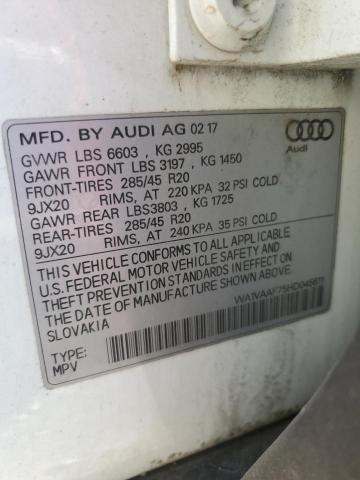 MFD. BY AUDI AG 02 17
GVWR LBS 6603 , KG 2995
GAWR FRONT LBS 3197 , KG 1450
FRONT-TIRES 285/45 R20
9JX20 RIMS, AT 220 KPA 32 PSI COLD
GAWR REAR LBS3803 , KG 1725
REAR-TIRES 285/45 R20
9JX20 RIMS, AT 240 KPA 35 PSI COLD
THIS VEHICLE CONFORMS TO ALL APPLICABLE
U.S. FEDERAL MOTOR VEHICLE SAFETY AND
THEFT PREVENTION STANDARDS IN EFFECT ON
THE DATE OF MANUFACTURE SHOWN ABOVE.
SLOVAKIA
WA1VAAF75HD045611
TYPE:
MPV
Audi